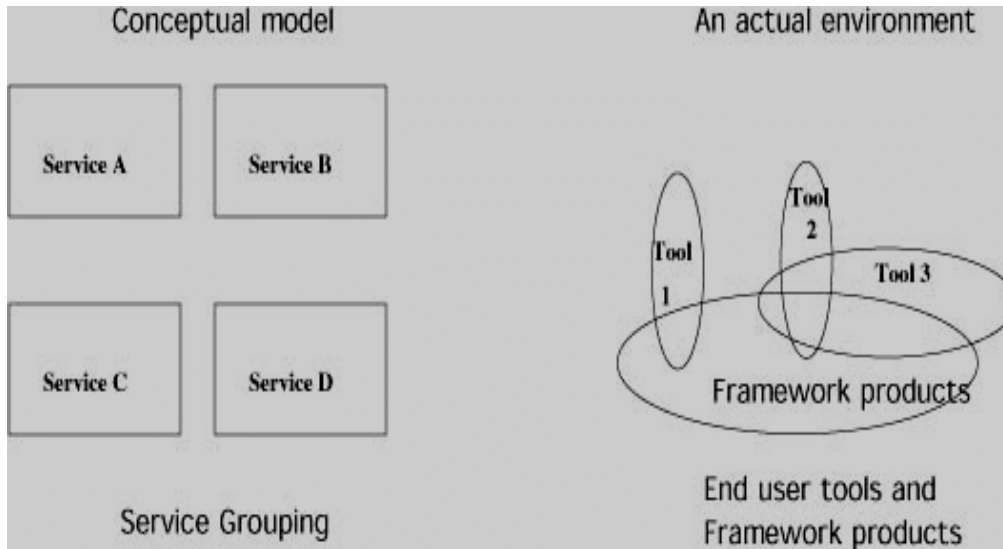 Conceptual model
An actual environment
Service A
Service B
Tool
2
Tool
1
Tool 3
Service C
Service D
Framework products
Service Grouping
End user tools and
Framework products